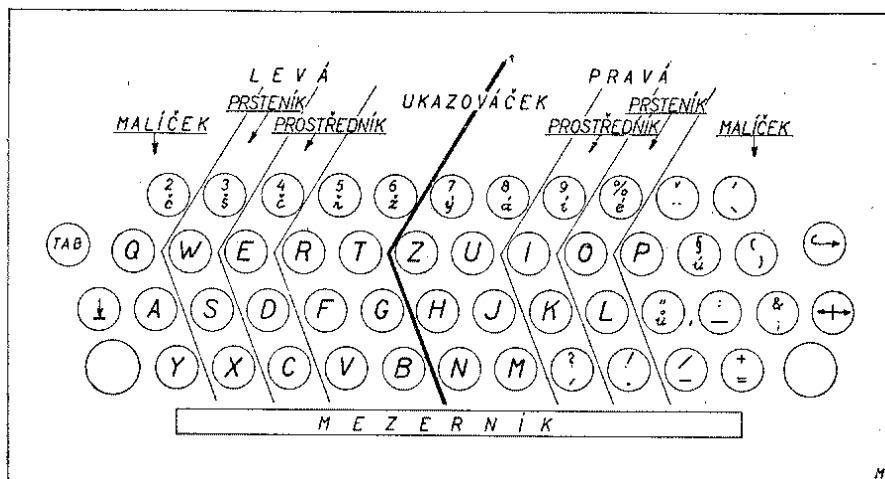 LEVÁ PRAVÁ
PRSTENÍK UKAZOVÁČEK PRSTENÍK
MALÍČEK PROSTŘEDNÍK PROSTŘEDNÍK MALÍČEK
2 3 4 5 6 7 8 9 % ˇ ´
ě š č ř ž ý á í é ¨ `
TAB Q W E R T Z U I O P § (
ú )
A S D F G H J K L " : &
ů , _ ;
Y X C V B N M ? ! / +
, . - =
MEZERNÍK
M